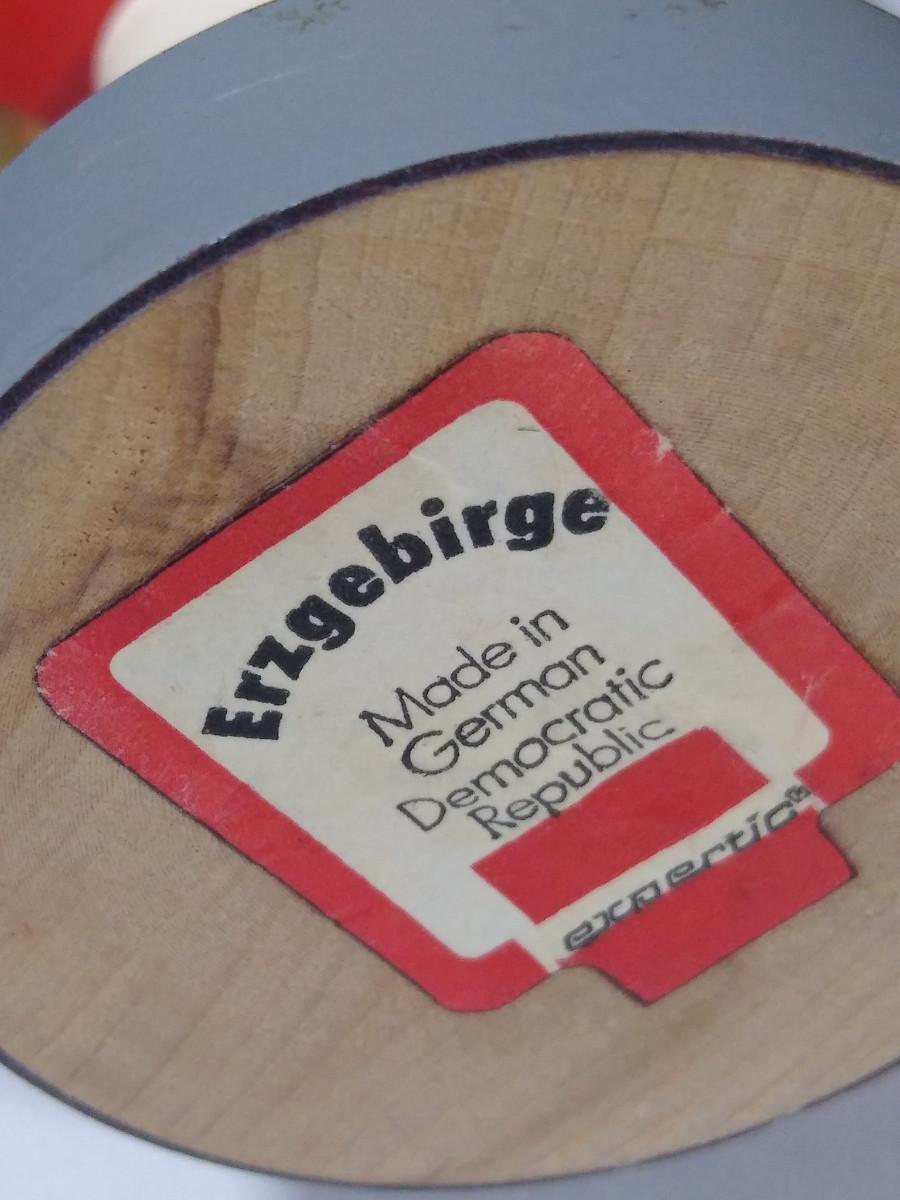 Erzgebirge
Made in
German
Democratic
Republic
expertic®